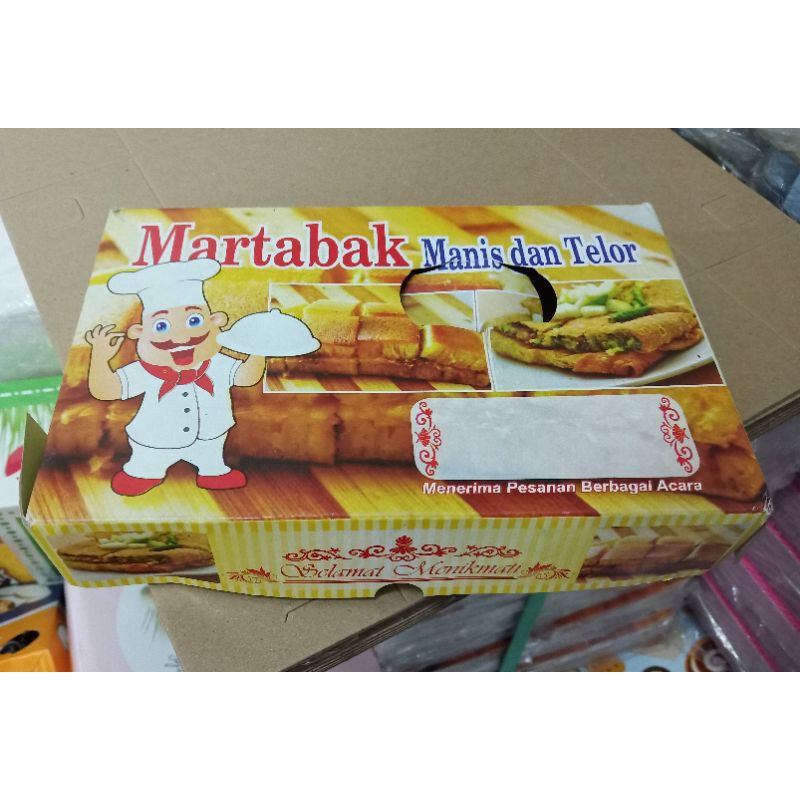 Martabak Manis dan Telor
Menerima Pesanan Berbagai Acara
Selamat Menikmati